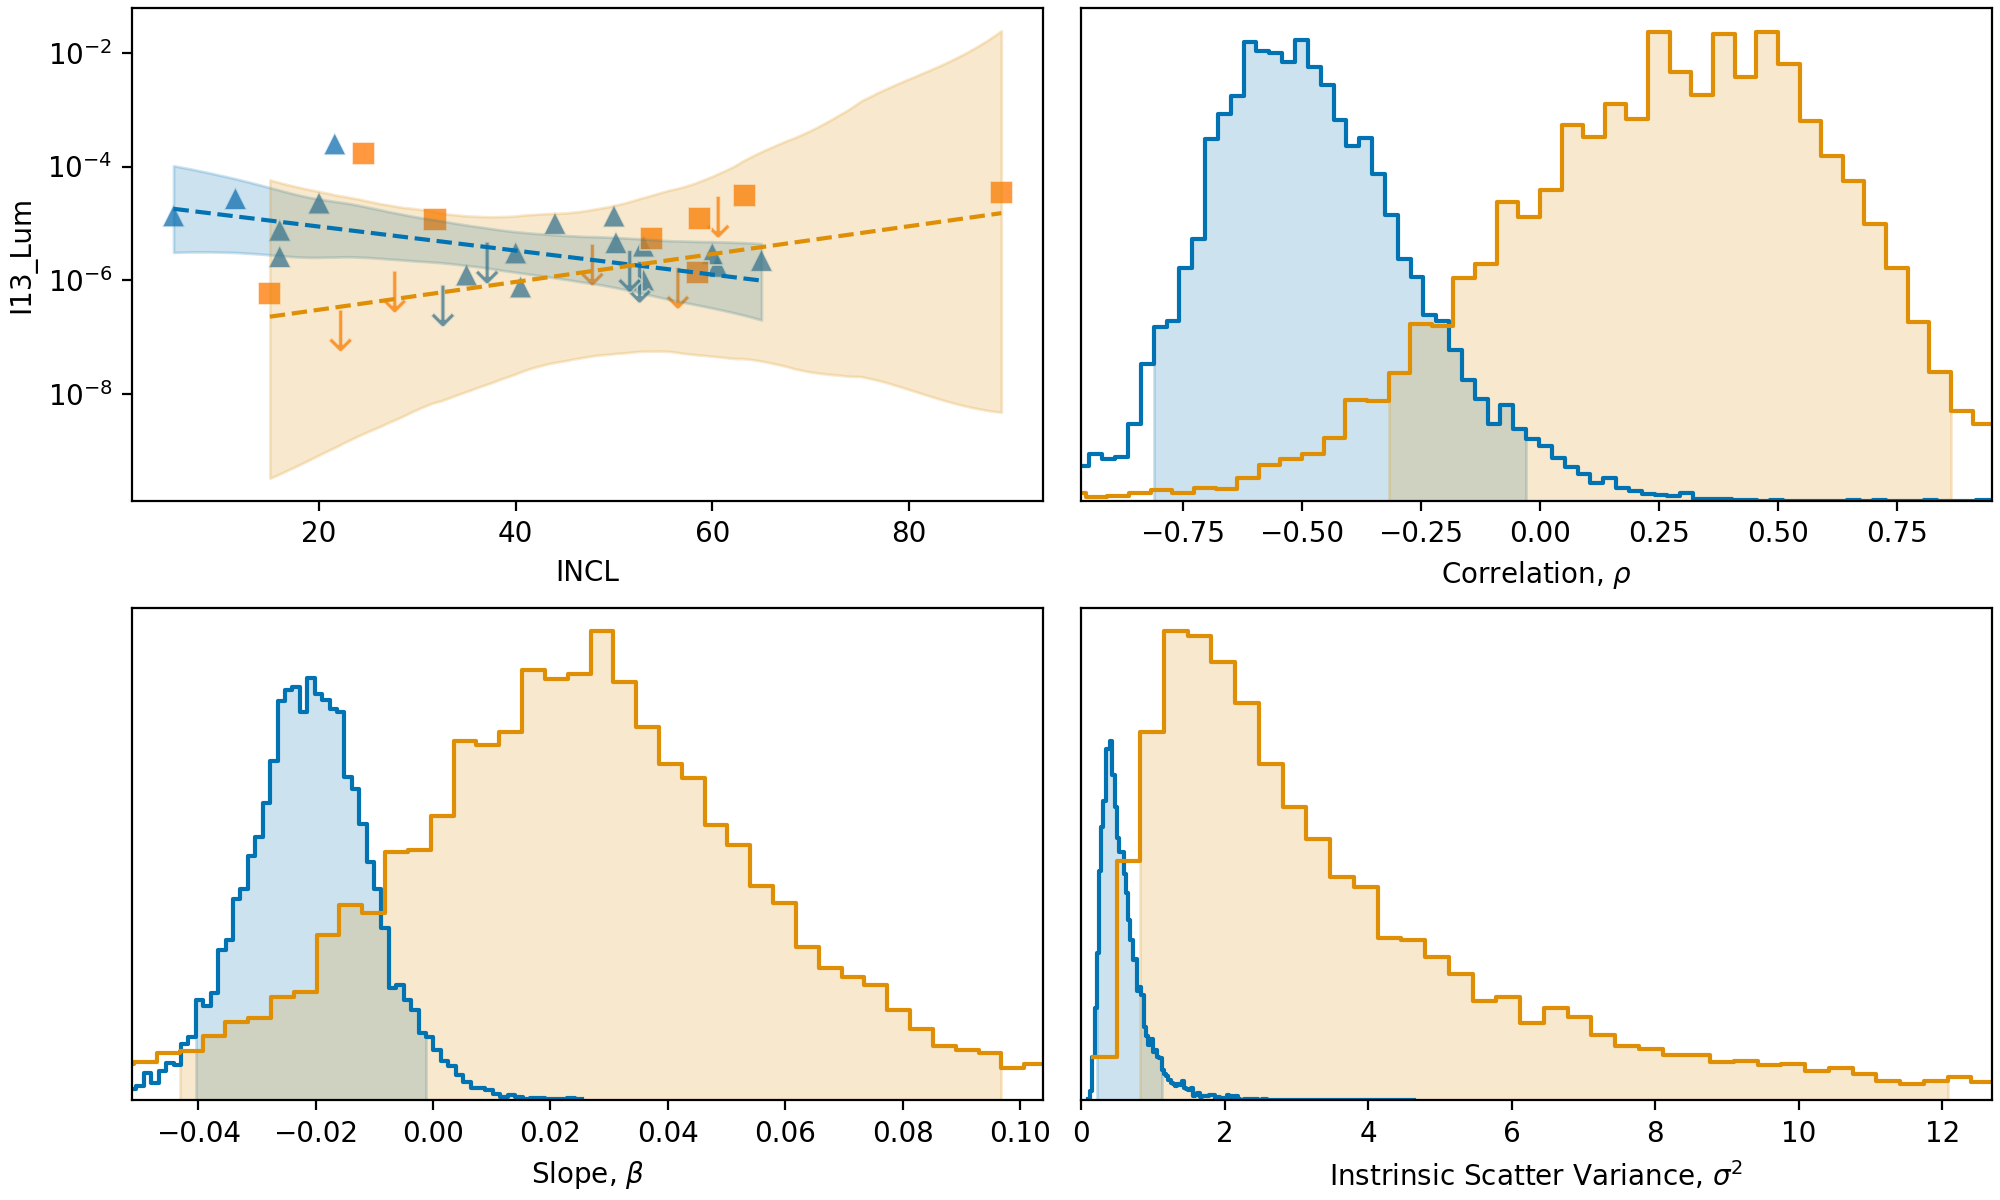 I13_Lum
10⁻²
10⁻⁴
10⁻⁶
10⁻⁸
20 40 60 80
INCL
−0.75 −0.50 −0.25 0.00 0.25 0.50 0.75
Correlation, ρ
−0.04 −0.02 0.00 0.02 0.04 0.06 0.08 0.10
Slope, β
0 2 4 6 8 10 12
Instrinsic Scatter Variance, σ²